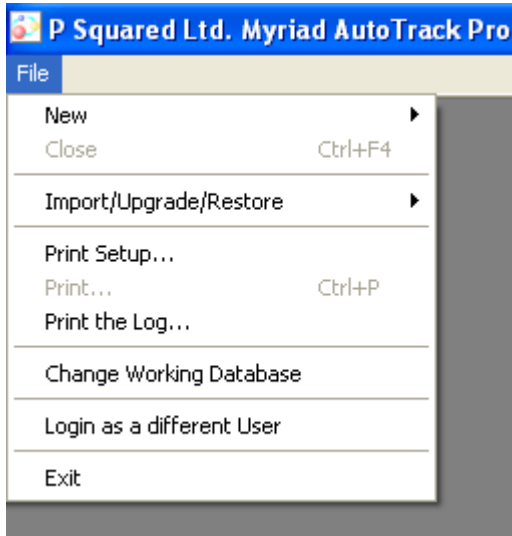 P Squared Ltd. Myriad AutoTrack Pro
File
New
Close Ctrl+F4
Import/Upgrade/Restore
Print Setup...
Print... Ctrl+P
Print the Log...
Change Working Database
Login as a different User
Exit